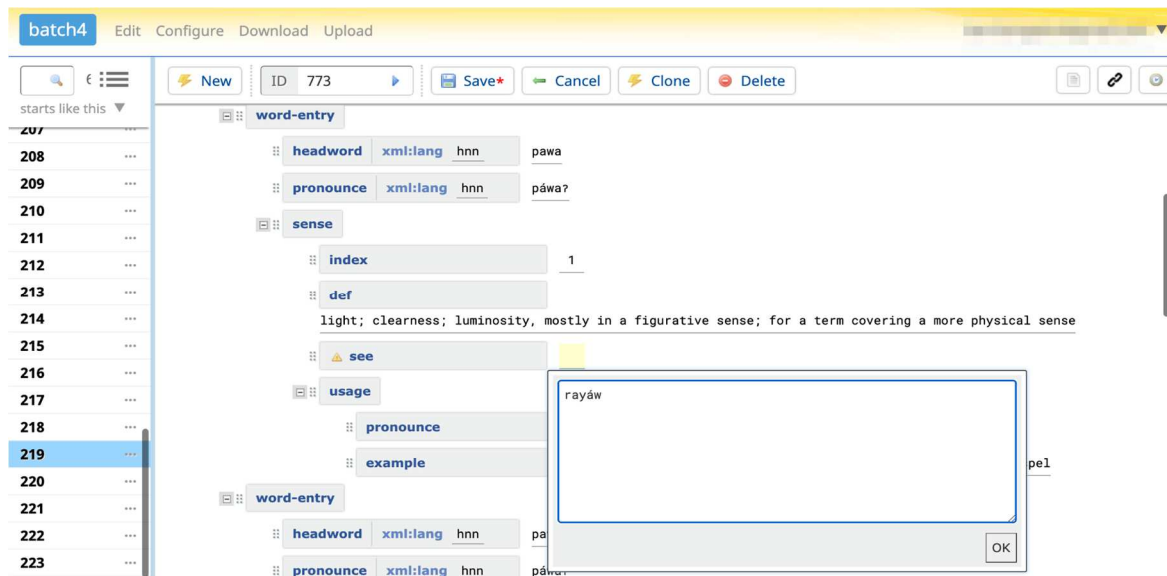 batch4 Edit Configure Download Upload
New ID 773 Save* Cancel Clone Delete
starts like this
207
208
209
210
211
212
213
214
215
216
217
218
219
220
221
222
223
word-entry
headword xml:lang hnn pawa
pronounce xml:lang hnn páwa?
sense
index 1
def
light; clearness; luminosity, mostly in a figurative sense; for a term covering a more physical sense
see
usage
rayáw
pronounce
example pel
OK
word-entry
headword xml:lang hnn pa
pronounce xml:lang hnn páwa?